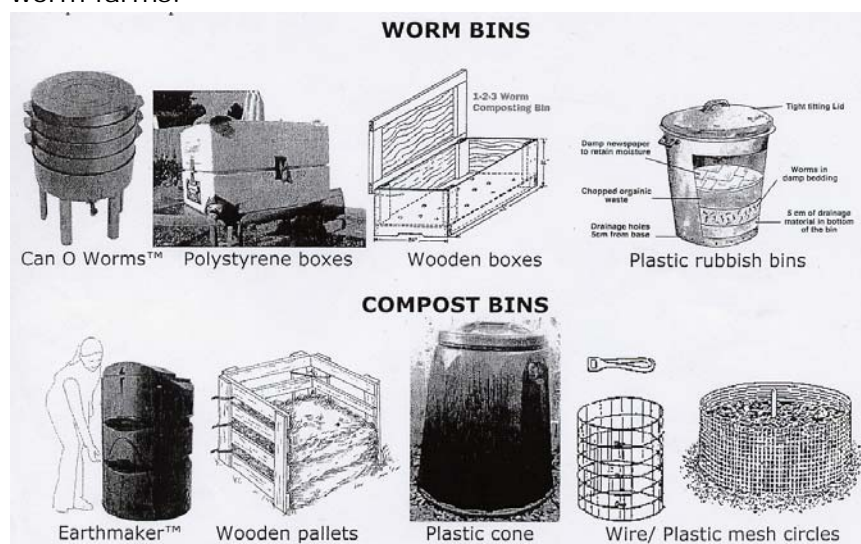 WORM BINS
1-2-3 Worm
Composting Bin
Tight fitting Lid
Damp newspaper
to retain moisture
Worms in
damp bedding
Chopped organic
waste
5 cm of drainage
material in bottom
of the bin
Drainage holes
5cm from base
Can O Worms™
Polystyrene boxes
Wooden boxes
Plastic rubbish bins
COMPOST BINS
Earthmaker™
Wooden pallets
Plastic cone
Wire/ Plastic mesh circles